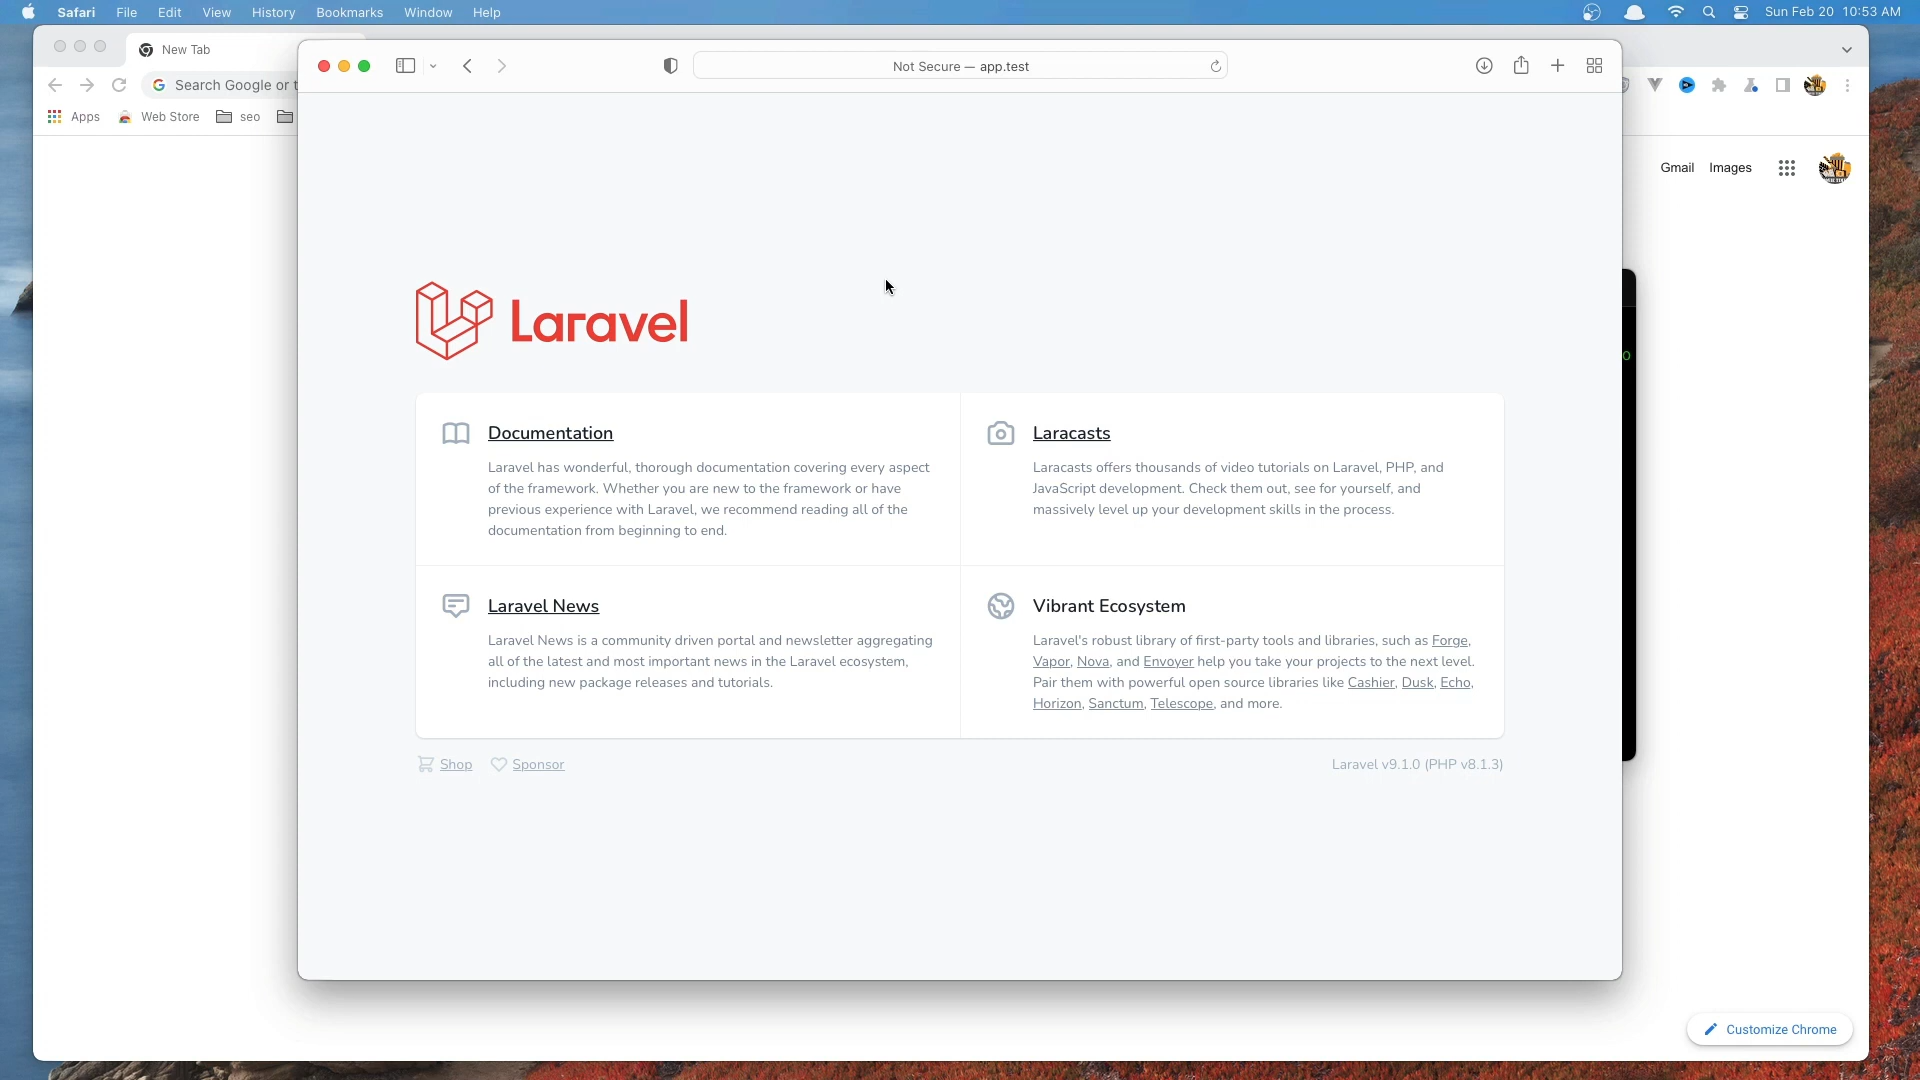 Safari File Edit View History Bookmarks Window Help Sun Feb 20 10:53 AM
New Tab
Not Secure — app.test
Search Google or t
Apps Web Store seo
Gmail Images
Laravel
Documentation
Laravel has wonderful, thorough documentation covering every aspect
of the framework. Whether you are new to the framework or have
previous experience with Laravel, we recommend reading all of the
documentation from beginning to end.
Laracasts
Laracasts offers thousands of video tutorials on Laravel, PHP, and
JavaScript development. Check them out, see for yourself, and
massively level up your development skills in the process.
Laravel News
Laravel News is a community driven portal and newsletter aggregating
all of the latest and most important news in the Laravel ecosystem,
including new package releases and tutorials.
Vibrant Ecosystem
Laravel's robust library of first-party tools and libraries, such as Forge,
Vapor, Nova, and Envoyer help you take your projects to the next level.
Pair them with powerful open source libraries like Cashier, Dusk, Echo,
Horizon, Sanctum, Telescope, and more.
Shop Sponsor
Laravel v9.1.0 (PHP v8.1.3)
Customize Chrome